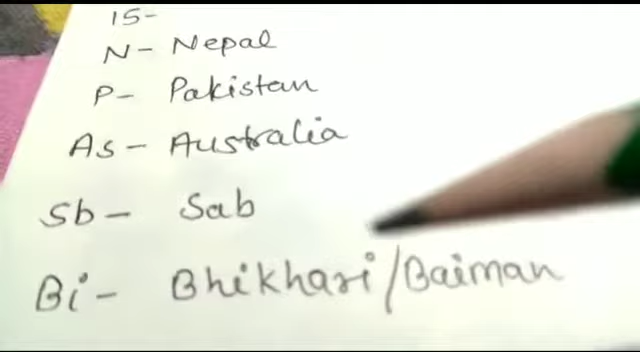 15-
N- Nepal
P- Pakistan
As - Australia
Sb - Sab
Bi - Bhikhari/Baiman